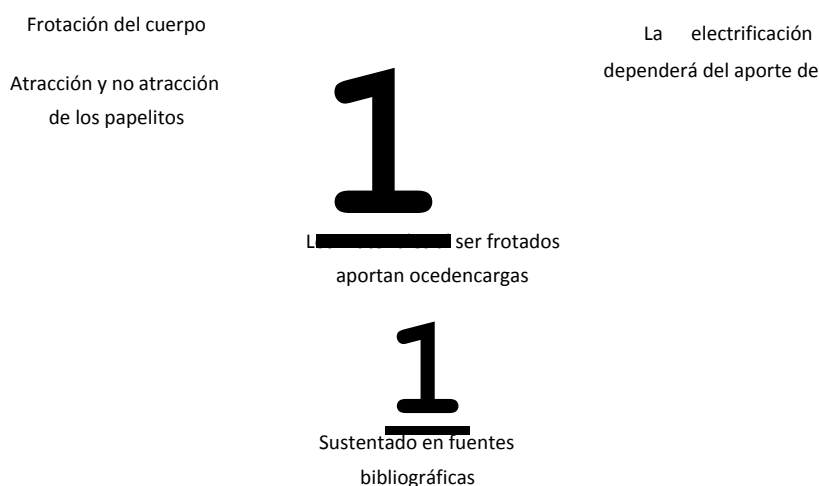 Frotación del cuerpo
Atracción y no atracción
de los papelitos
La electrificación
dependerá del aporte de
1
ser frotados
aportan ocedencargas
1
Sustentado en fuentes
bibliográficas